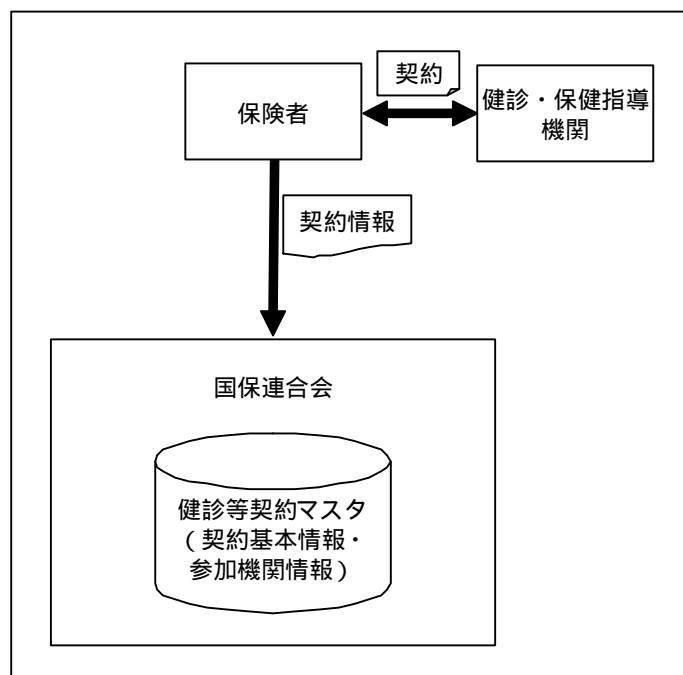 契約
保険者
健診・保健指導
機関
契約情報
国保連合会
健診等契約マスタ
（契約基本情報・
参加機関情報）